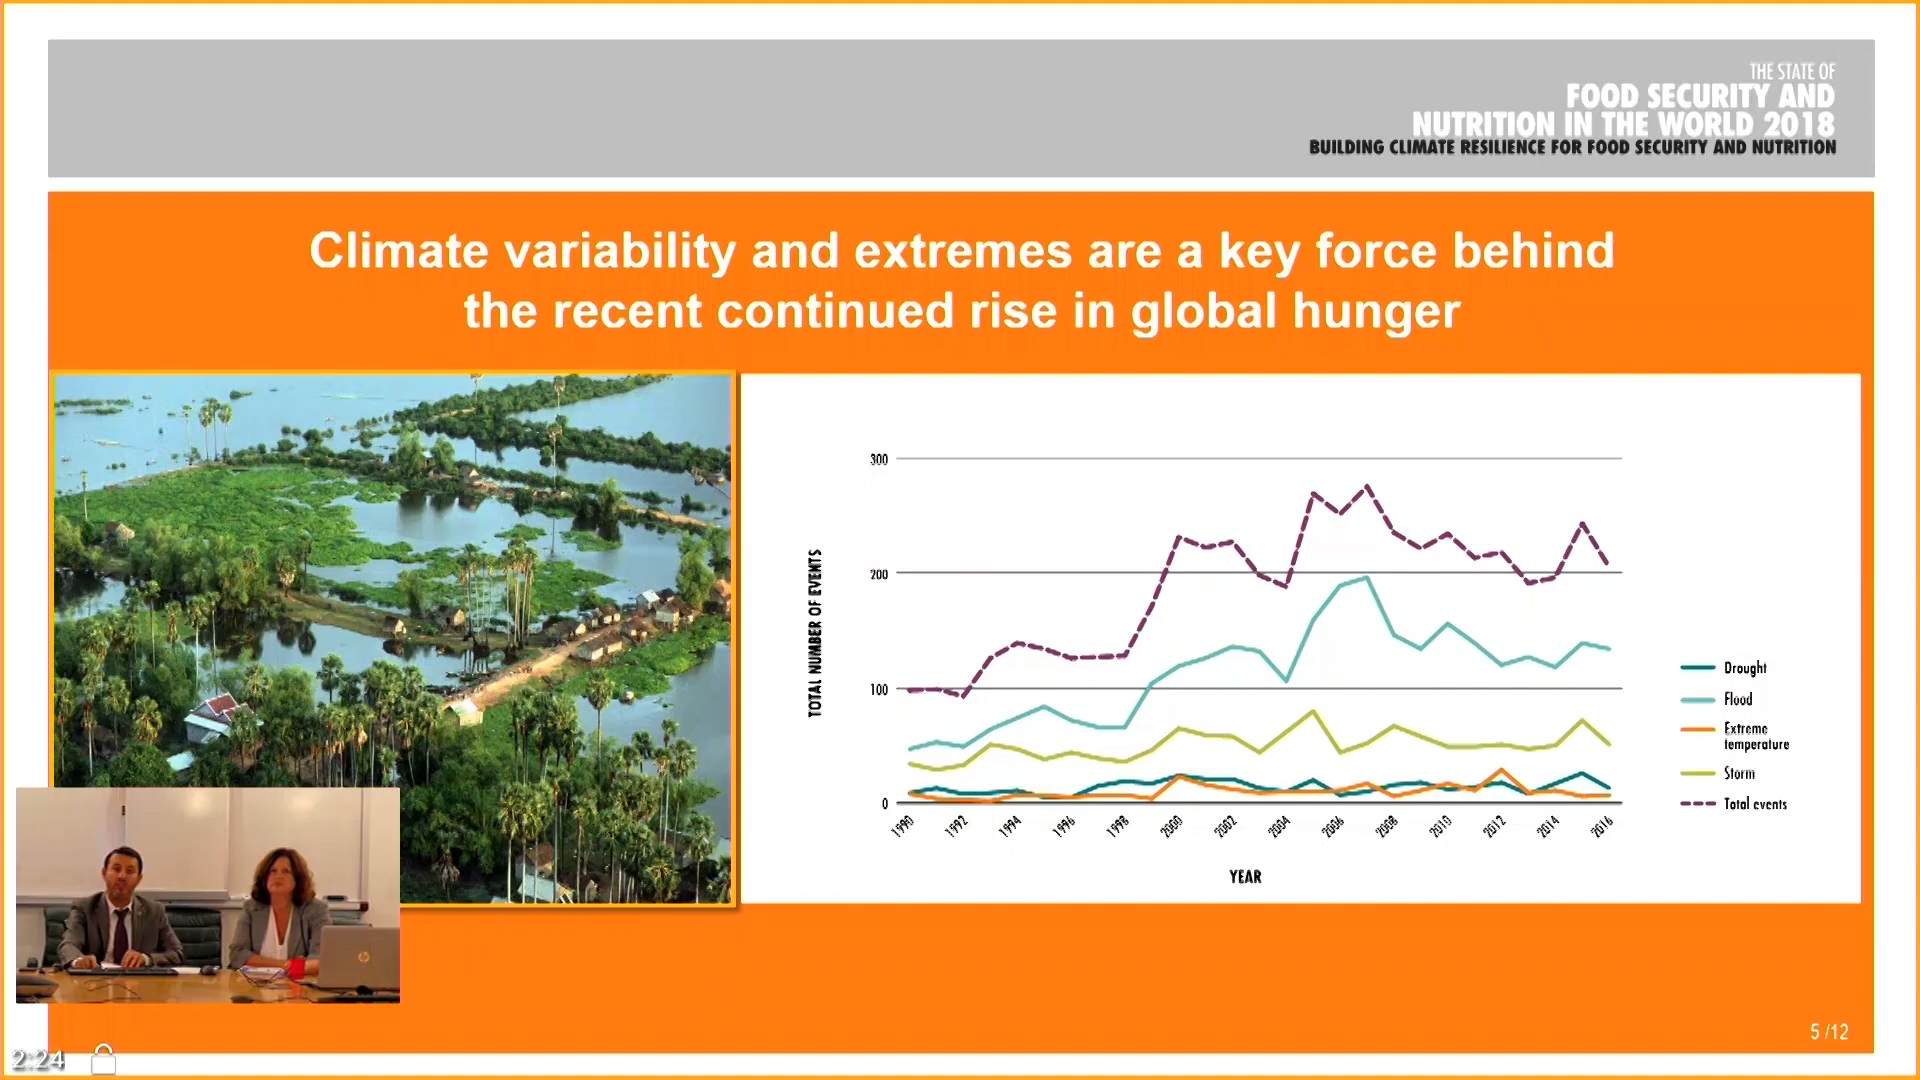 THE STATE OF
FOOD SECURITY AND
NUTRITION IN THE WORLD 2018
BUILDING CLIMATE RESILIENCE FOR FOOD SECURITY AND NUTRITION
Climate variability and extremes are a key force behind
the recent continued rise in global hunger
TOTAL NUMBER OF EVENTS
300
200
100
0
1990
1992
1994
1996
1998
2000
2002
2004
2006
2008
2010
2012
2014
2016
YEAR
Drought
Flood
Extreme
temperature
Storm
Total events
5 /12
2:24